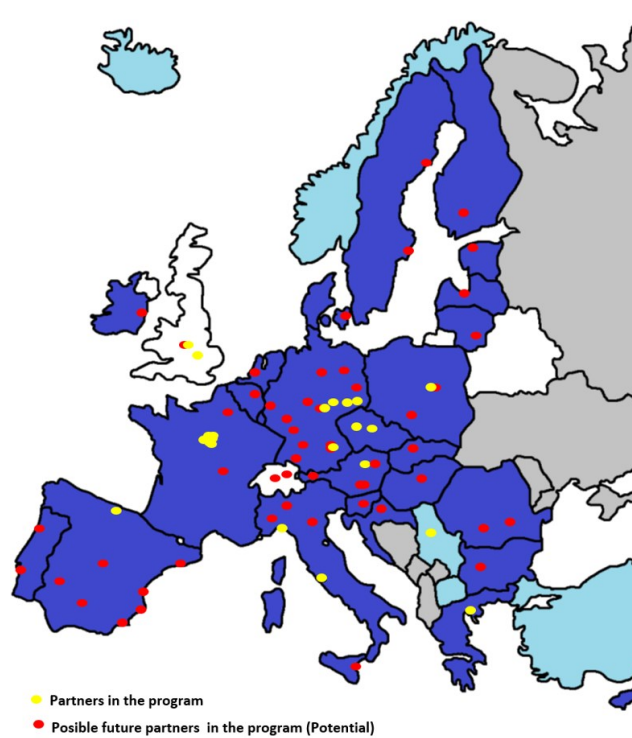 Partners in the program
Posible future partners in the program (Potential)